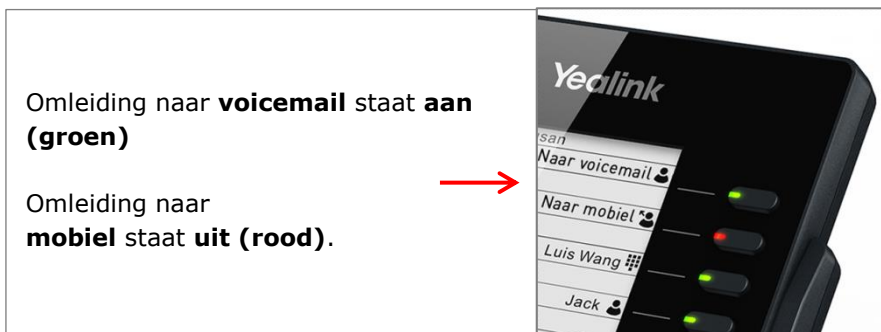 Omleiding naar voicemail staat aan
(groen)
Omleiding naar
mobiel staat uit (rood).
Yealink
usan
Naar voicemail
Naar mobiel
Luis Wang
Jack